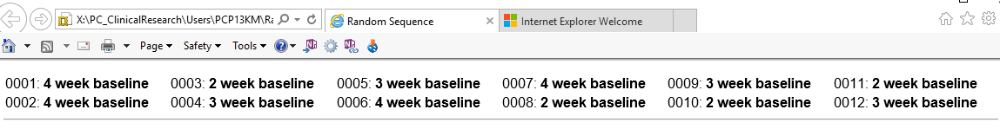 X:\PC_ClinicalResearch\Users\PCP13KM\Ra
Random Sequence
Internet Explorer Welcome
Page
Safety
Tools
0001: 4 week baseline 0003: 2 week baseline 0005: 3 week baseline 0007: 4 week baseline 0009: 3 week baseline 0011: 2 week baseline
0002: 4 week baseline 0004: 3 week baseline 0006: 4 week baseline 0008: 2 week baseline 0010: 2 week baseline 0012: 3 week baseline